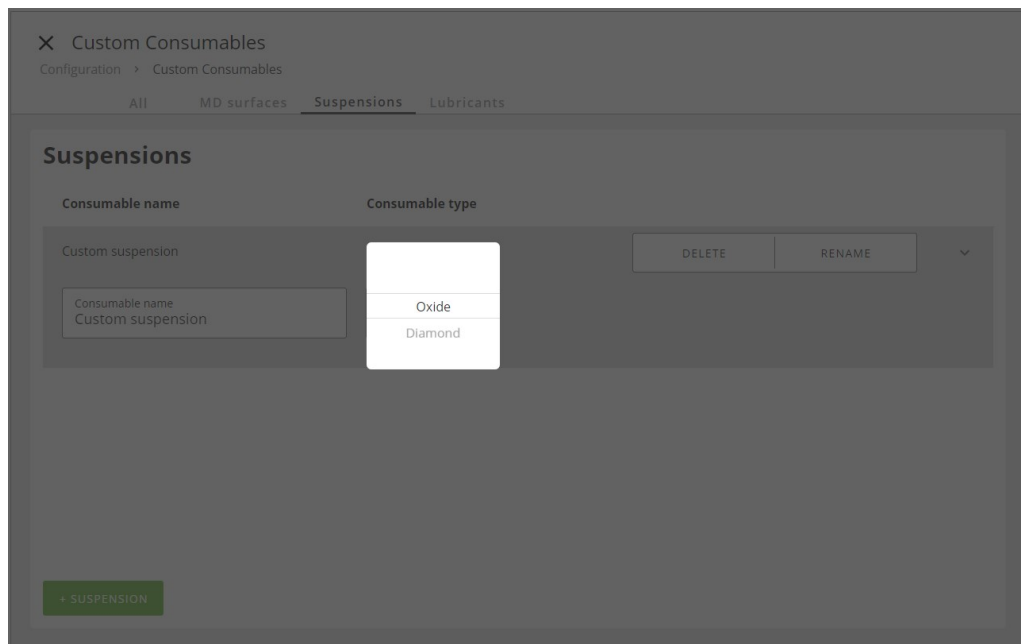 Custom Consumables
Configuration > Custom Consumables
All MD surfaces Suspensions Lubricants
Suspensions
Consumable name Consumable type
Custom suspension DELETE RENAME
Consumable name
Custom suspension
Oxide
Diamond
+ SUSPENSION